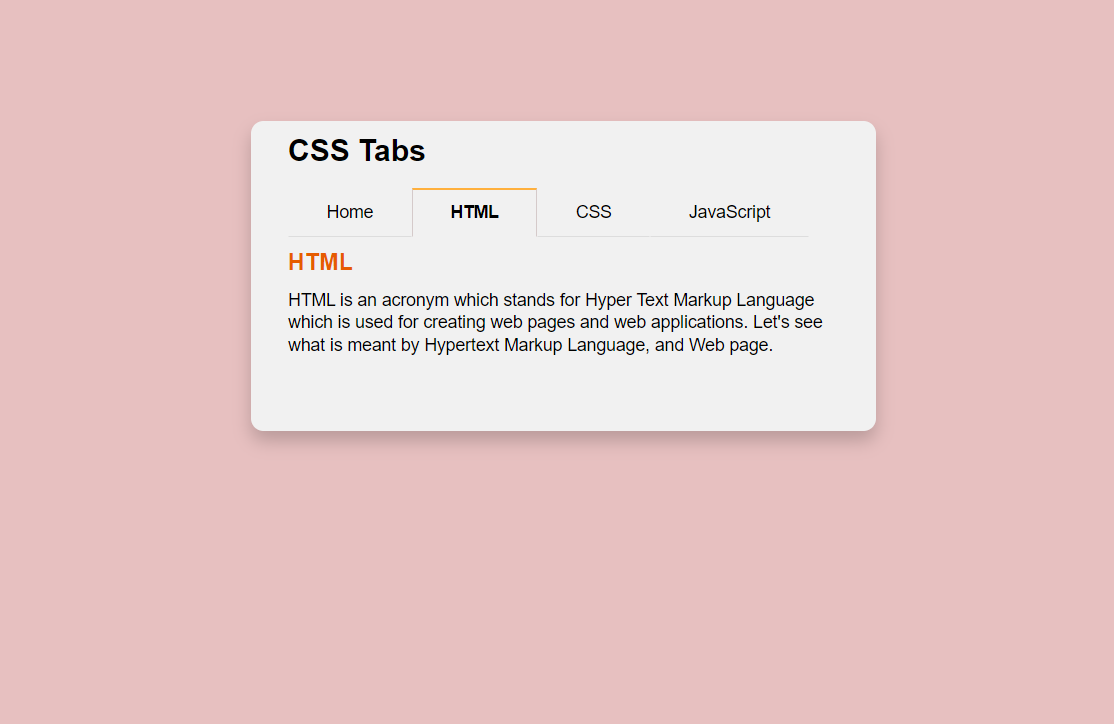 CSS Tabs
Home HTML CSS JavaScript
HTML
HTML is an acronym which stands for Hyper Text Markup Language
which is used for creating web pages and web applications. Let's see
what is meant by Hypertext Markup Language, and Web page.